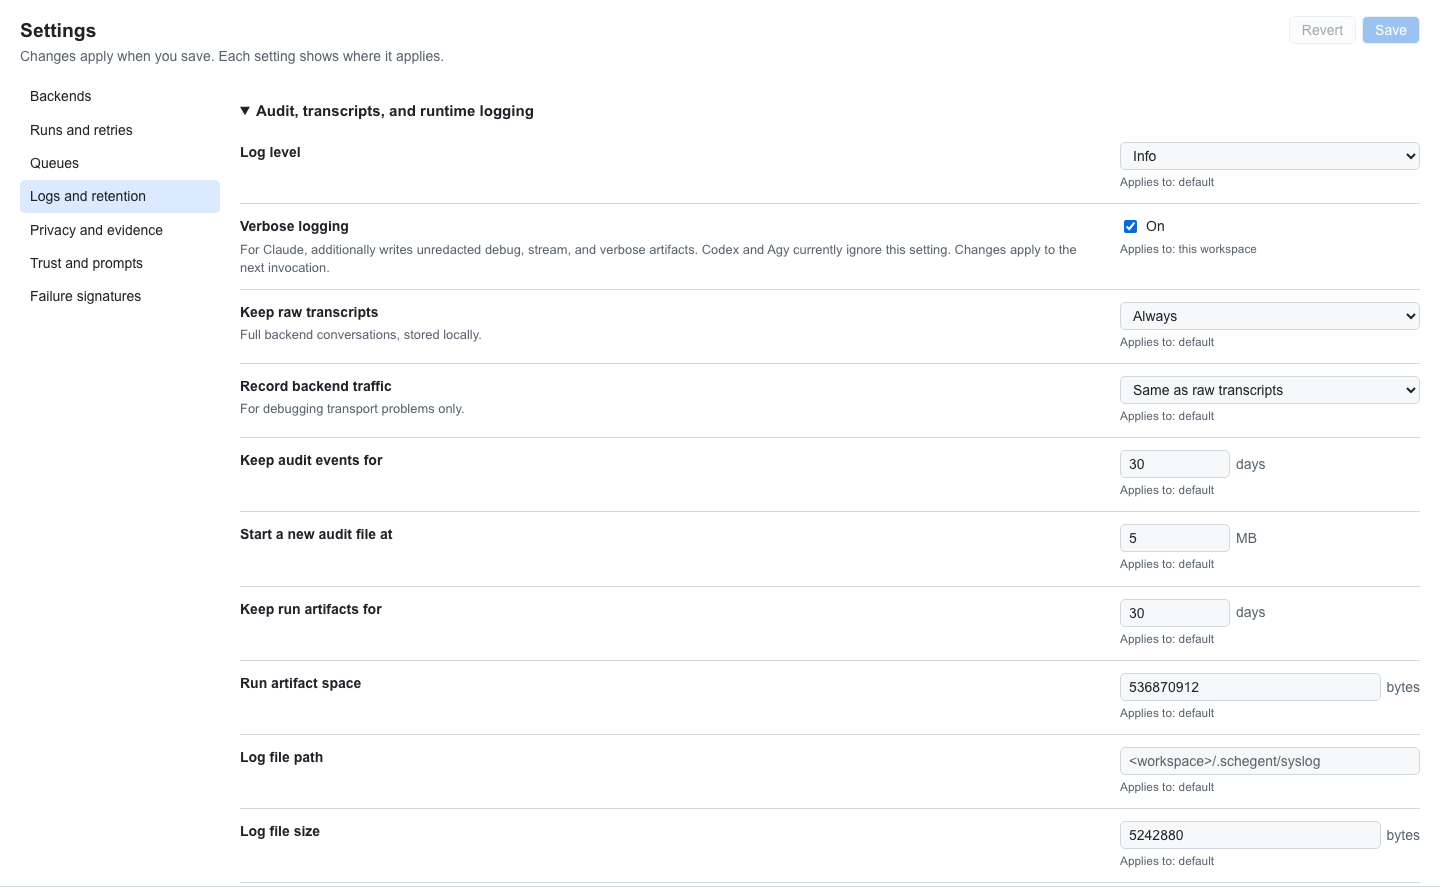 Settings
Revert
Save
Changes apply when you save. Each setting shows where it applies.
Backends
Runs and retries
Queues
Logs and retention
Privacy and evidence
Trust and prompts
Failure signatures
Audit, transcripts, and runtime logging
Log level
Info
Applies to: default
Verbose logging
On
For Claude, additionally writes unredacted debug, stream, and verbose artifacts. Codex and Agy currently ignore this setting. Changes apply to the
next invocation.
Applies to: this workspace
Keep raw transcripts
Always
Full backend conversations, stored locally.
Applies to: default
Record backend traffic
Same as raw transcripts
For debugging transport problems only.
Applies to: default
Keep audit events for
30 days
Applies to: default
Start a new audit file at
5 MB
Applies to: default
Keep run artifacts for
30 days
Applies to: default
Run artifact space
536870912 bytes
Applies to: default
Log file path
<workspace>/.schegent/syslog
Applies to: default
Log file size
5242880 bytes
Applies to: default